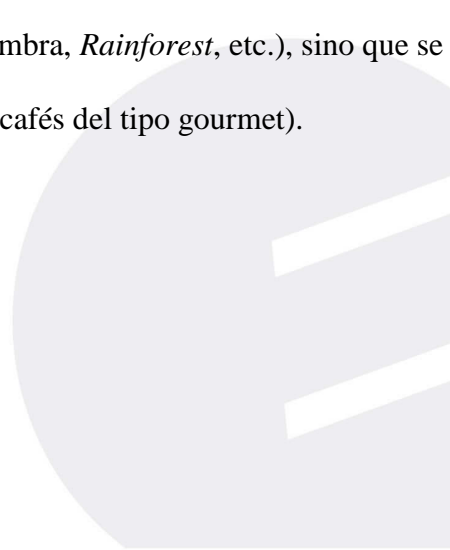 mbra, Rainforest, etc.), sino que se
cafés del tipo gourmet).